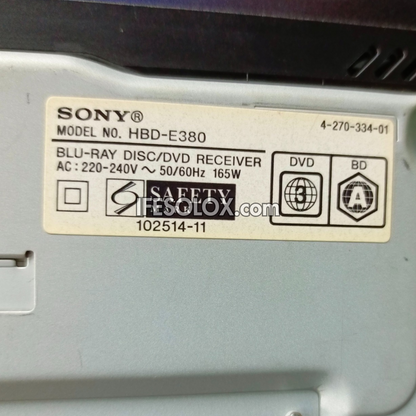 SONY®
MODEL NO. HBD-E380
4-270-334-01
BLU-RAY DISC/DVD RECEIVER
AC: 220-240V ~ 50/60Hz 165W
DVD
BD
S
SAFETY
3
A
IFESOLOX.com
102514-11